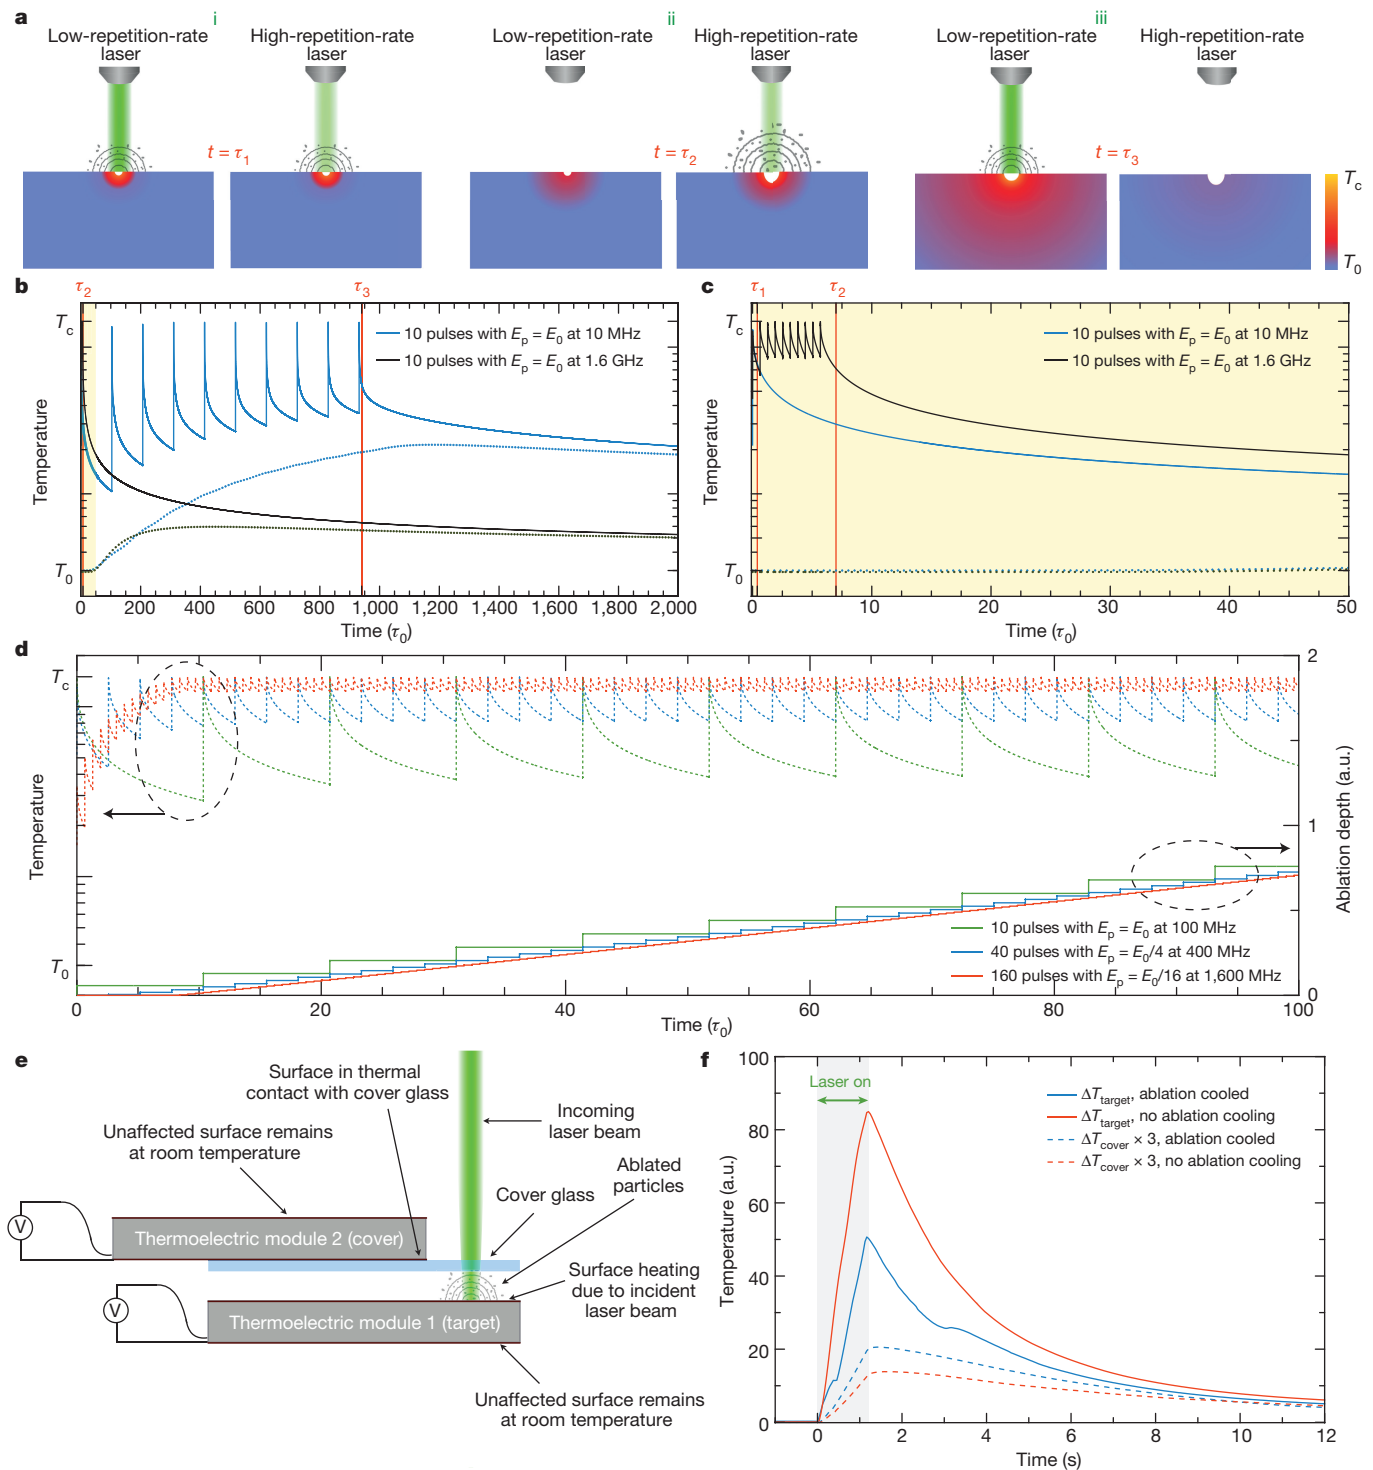 a
i
Low-repetition-rate
laser
High-repetition-rate
laser
t = τ1
ii
Low-repetition-rate
laser
High-repetition-rate
laser
t = τ2
iii
Low-repetition-rate
laser
High-repetition-rate
laser
t = τ3
Tc
T0
b
τ2
τ3
Tc
T0
Temperature
10 pulses with Ep = E0 at 10 MHz
10 pulses with Ep = E0 at 1.6 GHz
0 200 400 600 800 1,000 1,200 1,400 1,600 1,800 2,000
Time (τ0)
c
τ1
τ2
Tc
T0
Temperature
10 pulses with Ep = E0 at 10 MHz
10 pulses with Ep = E0 at 1.6 GHz
0 10 20 30 40 50
Time (τ0)
d
Tc
T0
Temperature
2
1
0
Ablation depth (a.u.)
10 pulses with Ep = E0 at 100 MHz
40 pulses with Ep = E0/4 at 400 MHz
160 pulses with Ep = E0/16 at 1,600 MHz
0 20 40 60 80 100
Time (τ0)
e
Surface in thermal
contact with cover glass
Unaffected surface remains
at room temperature
Incoming
laser beam
Ablated
particles
Cover glass
V
Thermoelectric module 2 (cover)
Surface heating
due to incident
laser beam
V
Thermoelectric module 1 (target)
Unaffected surface remains
at room temperature
f
100
80
60
40
20
0
Temperature (a.u.)
Laser on
ΔTtarget, ablation cooled
ΔTtarget, no ablation cooling
ΔTcover × 3, ablation cooled
ΔTcover × 3, no ablation cooling
0 2 4 6 8 10 12
Time (s)